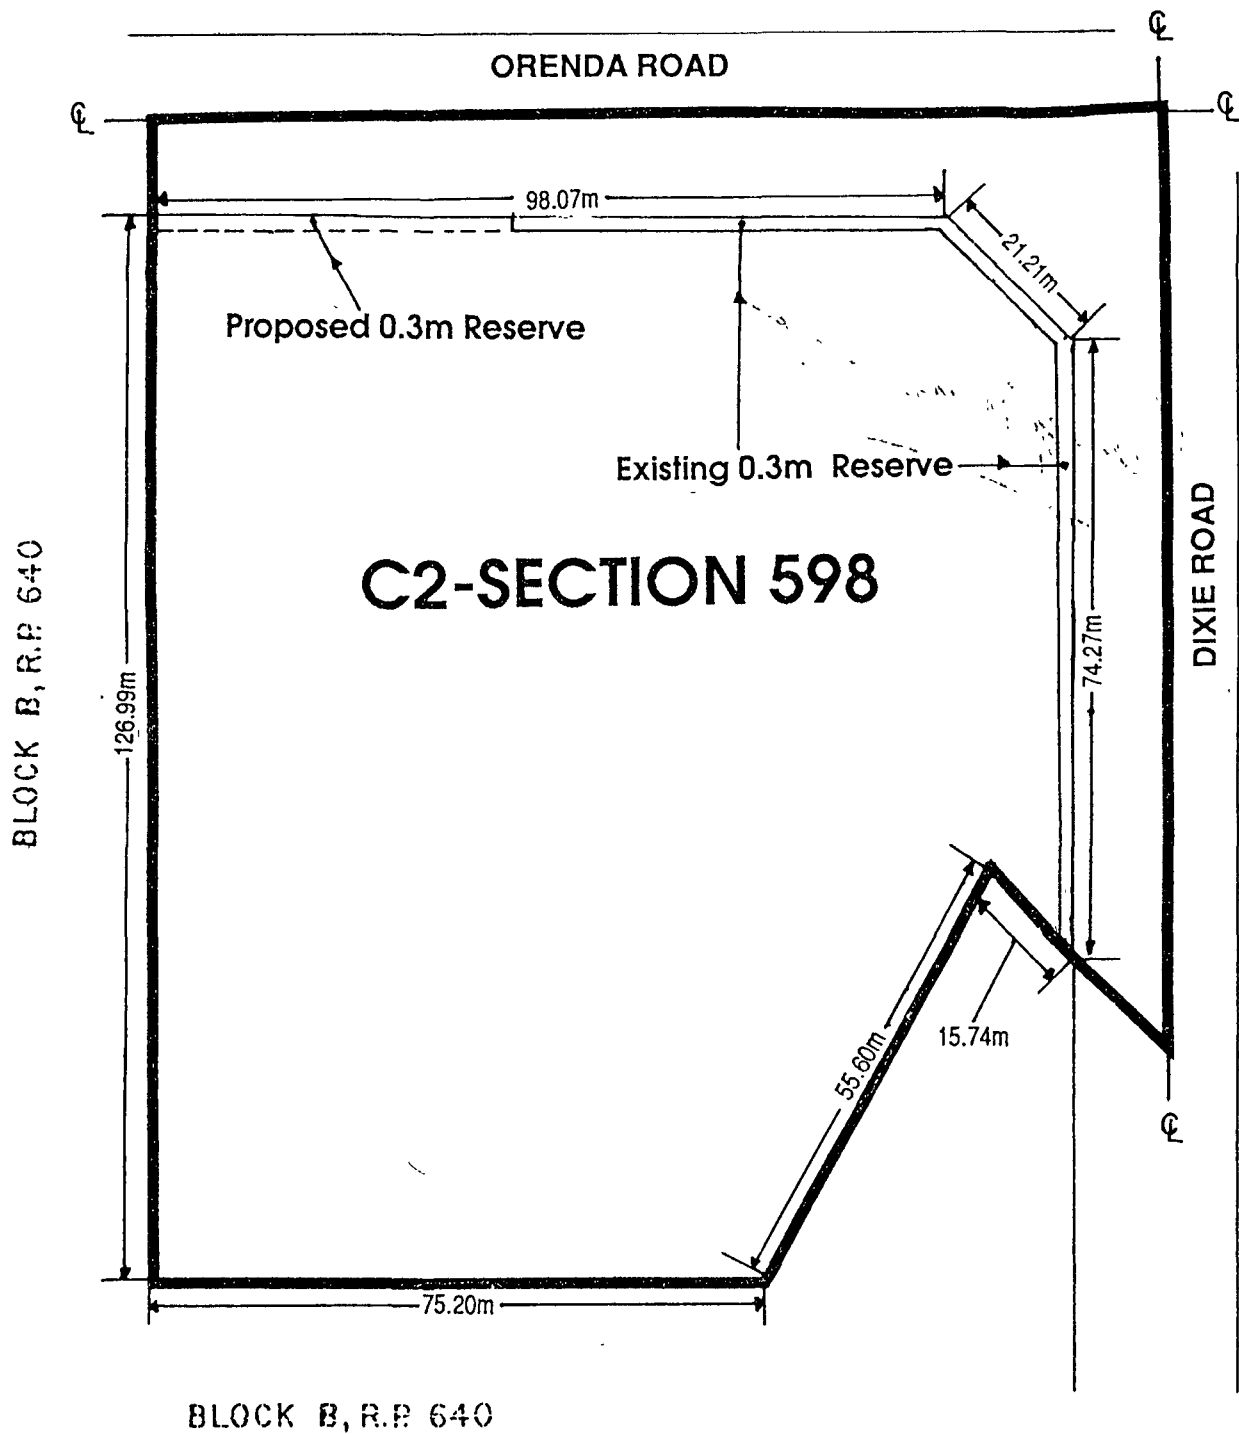 ℄
ORENDA ROAD
℄
℄
98.07m
21.21m
Proposed 0.3m Reserve
Existing 0.3m Reserve
C2-SECTION 598
DIXIE ROAD
BLOCK B, R.P. 640
74.27m
126.99m
15.74m
55.60m
℄
75.20m
BLOCK B, R.P. 640